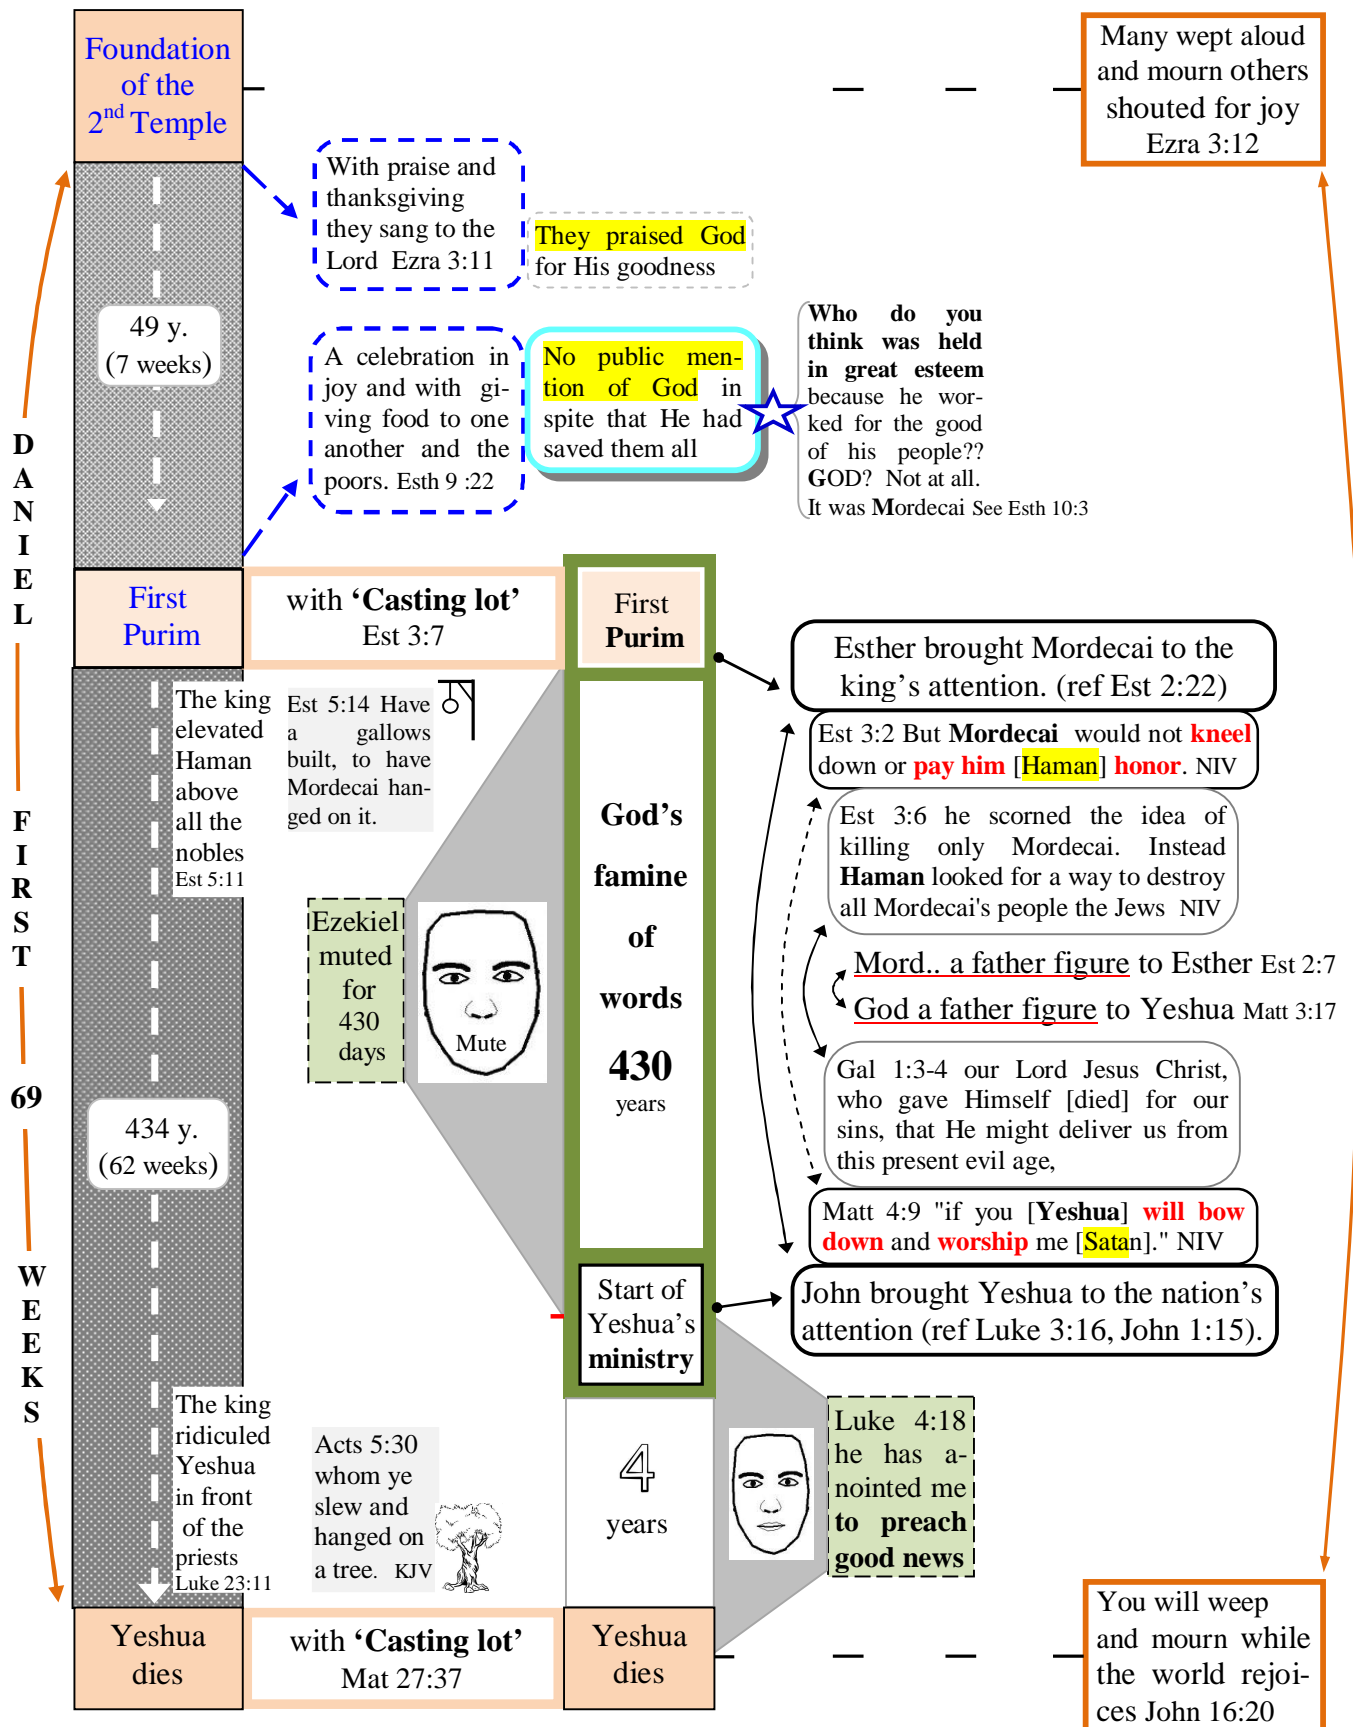 Foundation
of the
2nd Temple
Many wept aloud
and mourn others
shouted for joy
Ezra 3:12
With praise and
thanksgiving
they sang to the
Lord Ezra 3:11
They praised God
for His goodness
49 y.
(7 weeks)
A celebration in
joy and with gi-
ving food to one
another and the
poors. Esth 9 :22
No public men-
tion of God in
spite that He had
saved them all
Who do you
think was held
in great esteem
because he wor-
ked for the good
of his people??
GOD? Not at all.
It was Mordecai See Esth 10:3
DANIEL
FIRST
69
WEEKS
First
Purim
with ‘Casting lot’
Est 3:7
First
Purim
The king
elevated
Haman
above
all the
nobles
Est 5:11
Est 5:14 Have
a gallows
built, to have
Mordecai han-
ged on it.
God's
famine
of
words
430
years
Ezekiel
muted
for
430
days
Mute
434 y.
(62 weeks)
Esther brought Mordecai to the
king’s attention. (ref Est 2:22)
Est 3:2 But Mordecai would not kneel
down or pay him [Haman] honor. NIV
Est 3:6 he scorned the idea of
killing only Mordecai. Instead
Haman looked for a way to destroy
all Mordecai's people the Jews NIV
Mord.. a father figure to Esther Est 2:7
God a father figure to Yeshua Matt 3:17
Gal 1:3-4 our Lord Jesus Christ,
who gave Himself [died] for our
sins, that He might deliver us from
this present evil age,
Matt 4:9 "if you [Yeshua] will bow
down and worship me [Satan]." NIV
John brought Yeshua to the nation’s
attention (ref Luke 3:16, John 1:15).
Start of
Yeshua’s
ministry
The king
ridiculed
Yeshua
in front
of the
priests
Luke 23:11
Acts 5:30
whom ye
slew and
hanged on
a tree. KJV
4
years
Luke 4:18
he has a-
nointed me
to preach
good news
Yeshua
dies
with ‘Casting lot’
Mat 27:37
Yeshua
dies
You will weep
and mourn while
the world rejoi-
ces John 16:20